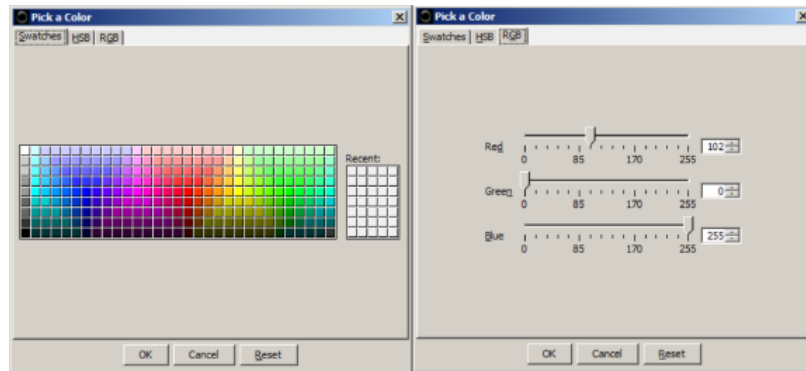 Pick a Color
Swatches HSB RGB
Recent:
OK Cancel Reset
Pick a Color
Swatches HSB RGB
Red 102
0 85 170 255
Green 0
0 85 170 255
Blue 255
0 85 170 255
OK Cancel Reset